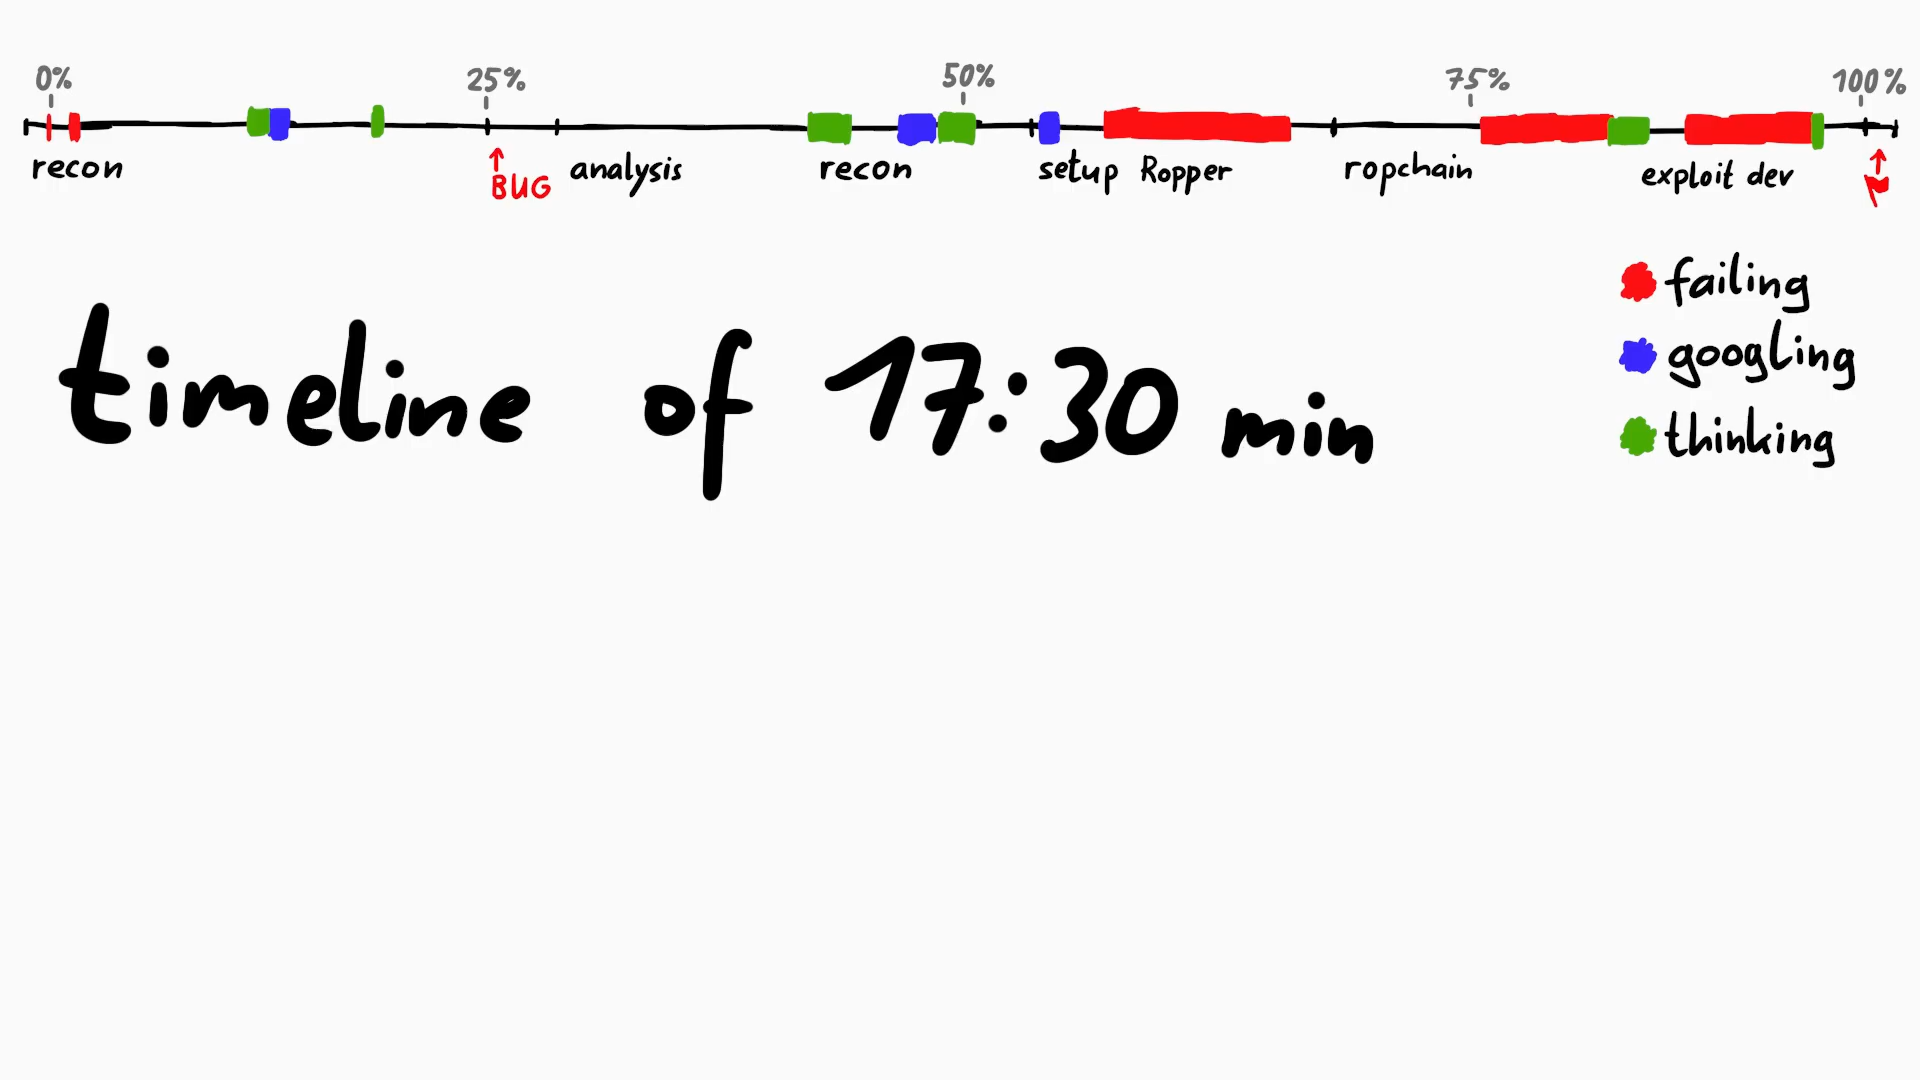 0% 25% 50% 75% 100%
recon BUG analysis recon setup Ropper ropchain exploit dev
failing
googling
thinking
timeline of 17:30 min